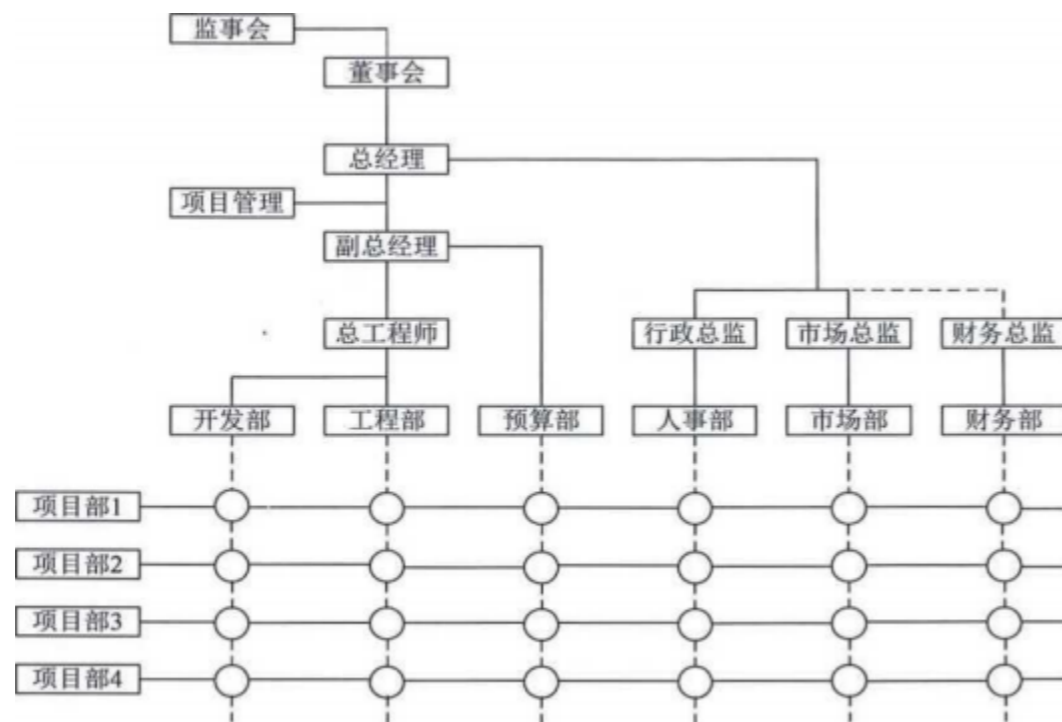 监事会
董事会
总经理
项目管理
副总经理
总工程师 行政总监 市场总监 财务总监
开发部 工程部 预算部 人事部 市场部 财务部
项目部1
项目部2
项目部3
项目部4